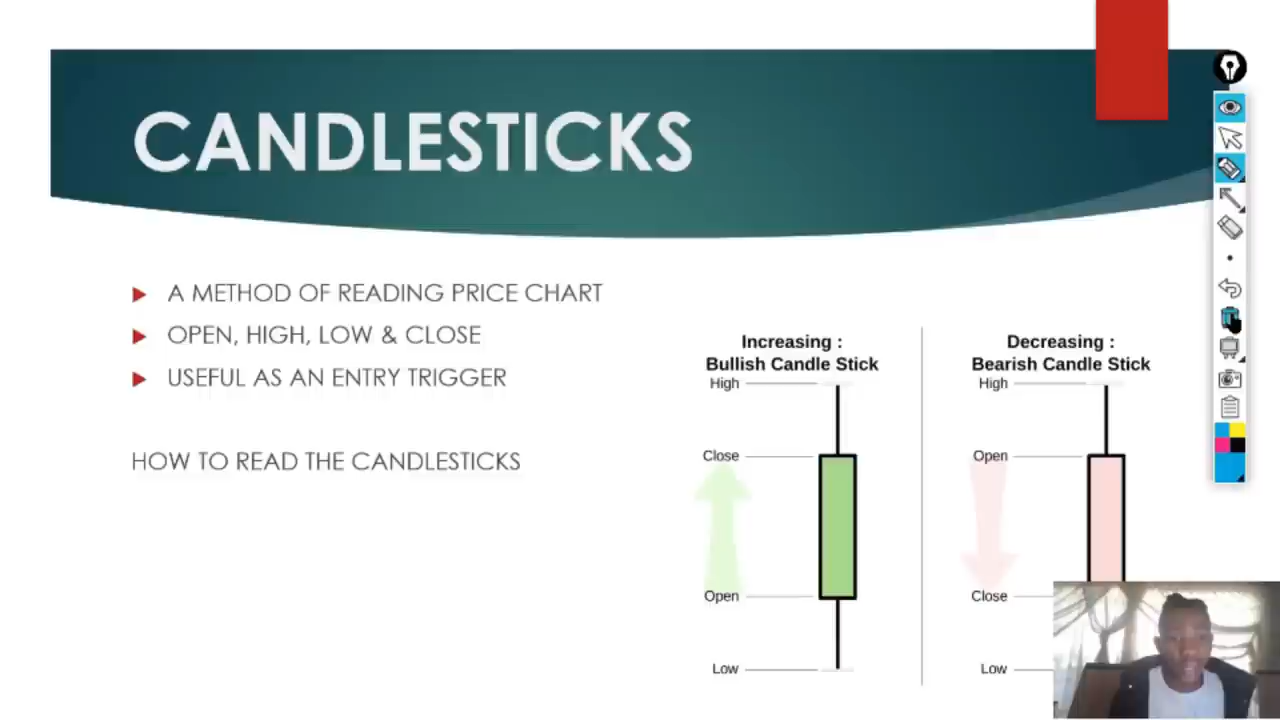 CANDLESTICKS
A METHOD OF READING PRICE CHART
OPEN, HIGH, LOW & CLOSE
USEFUL AS AN ENTRY TRIGGER
HOW TO READ THE CANDLESTICKS
Increasing :
Bullish Candle Stick
High
Close
Open
Low
Decreasing :
Bearish Candle Stick
High
Open
Close
Low